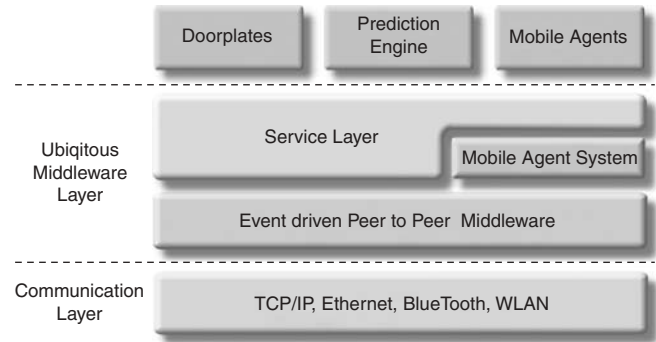 Doorplates
Prediction
Engine
Mobile Agents
Ubiqitous
Middleware
Layer
Service Layer
Mobile Agent System
Event driven Peer to Peer Middleware
Communication
Layer
TCP/IP, Ethernet, BlueTooth, WLAN